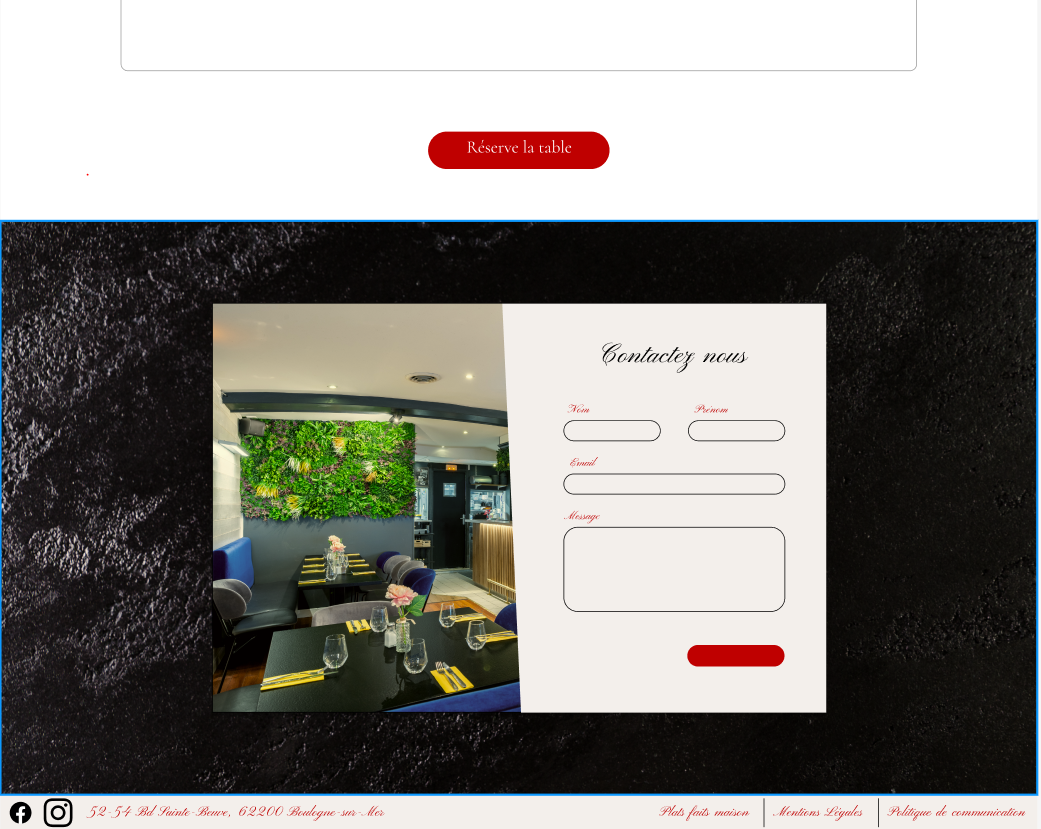 Réserve la table
Contactez nous
Nom
Prénom
Email
Message
52-54 Bd Sainte-Beuve, 62200 Boulogne-sur-Mer
Plats faits maison
Mentions Légales
Politique de communication